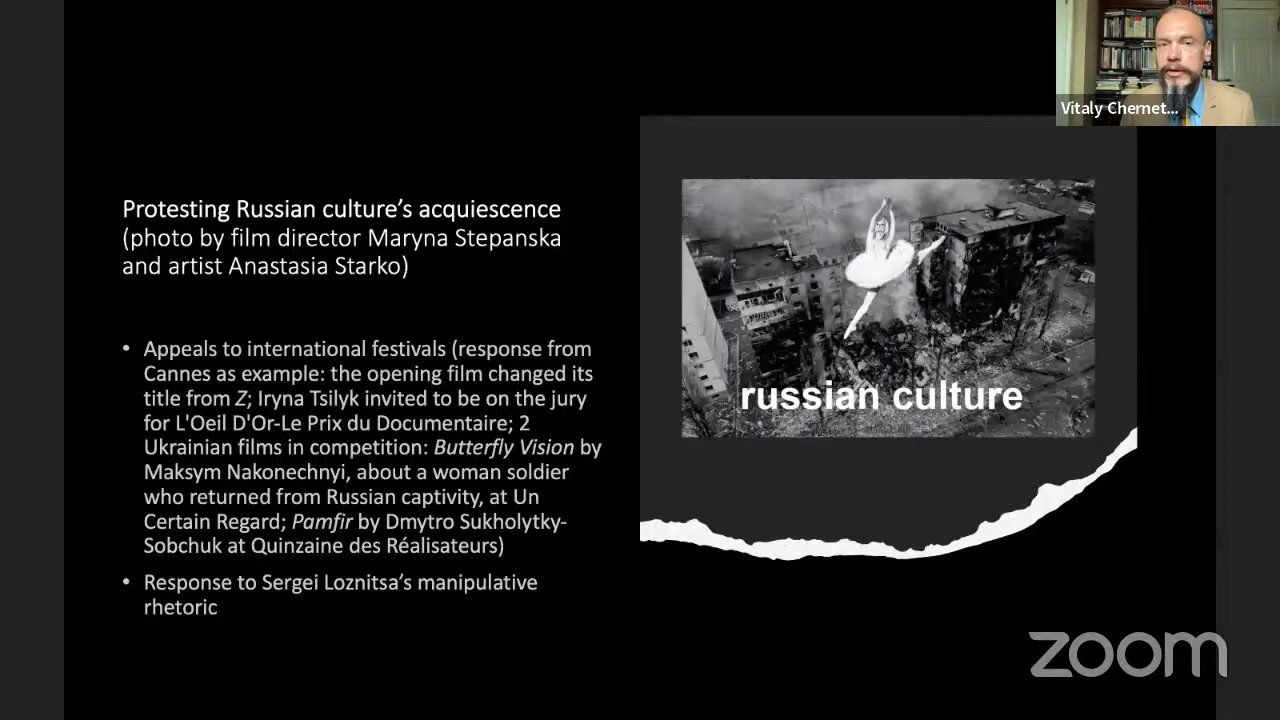 Vitaly Chernet...
Protesting Russian culture’s acquiescence
(photo by film director Maryna Stepanska
and artist Anastasia Starko)
• Appeals to international festivals (response from
Cannes as example: the opening film changed its
title from Z; Iryna Tsilyk invited to be on the jury
for L'Oeil D'Or-Le Prix du Documentaire; 2
Ukrainian films in competition: Butterfly Vision by
Maksym Nakonechnyi, about a woman soldier
who returned from Russian captivity, at Un
Certain Regard; Pamfir by Dmytro Sukholytky-
Sobchuk at Quinzaine des Réalisateurs)
• Response to Sergei Loznitsa’s manipulative
rhetoric
russian culture
zoom